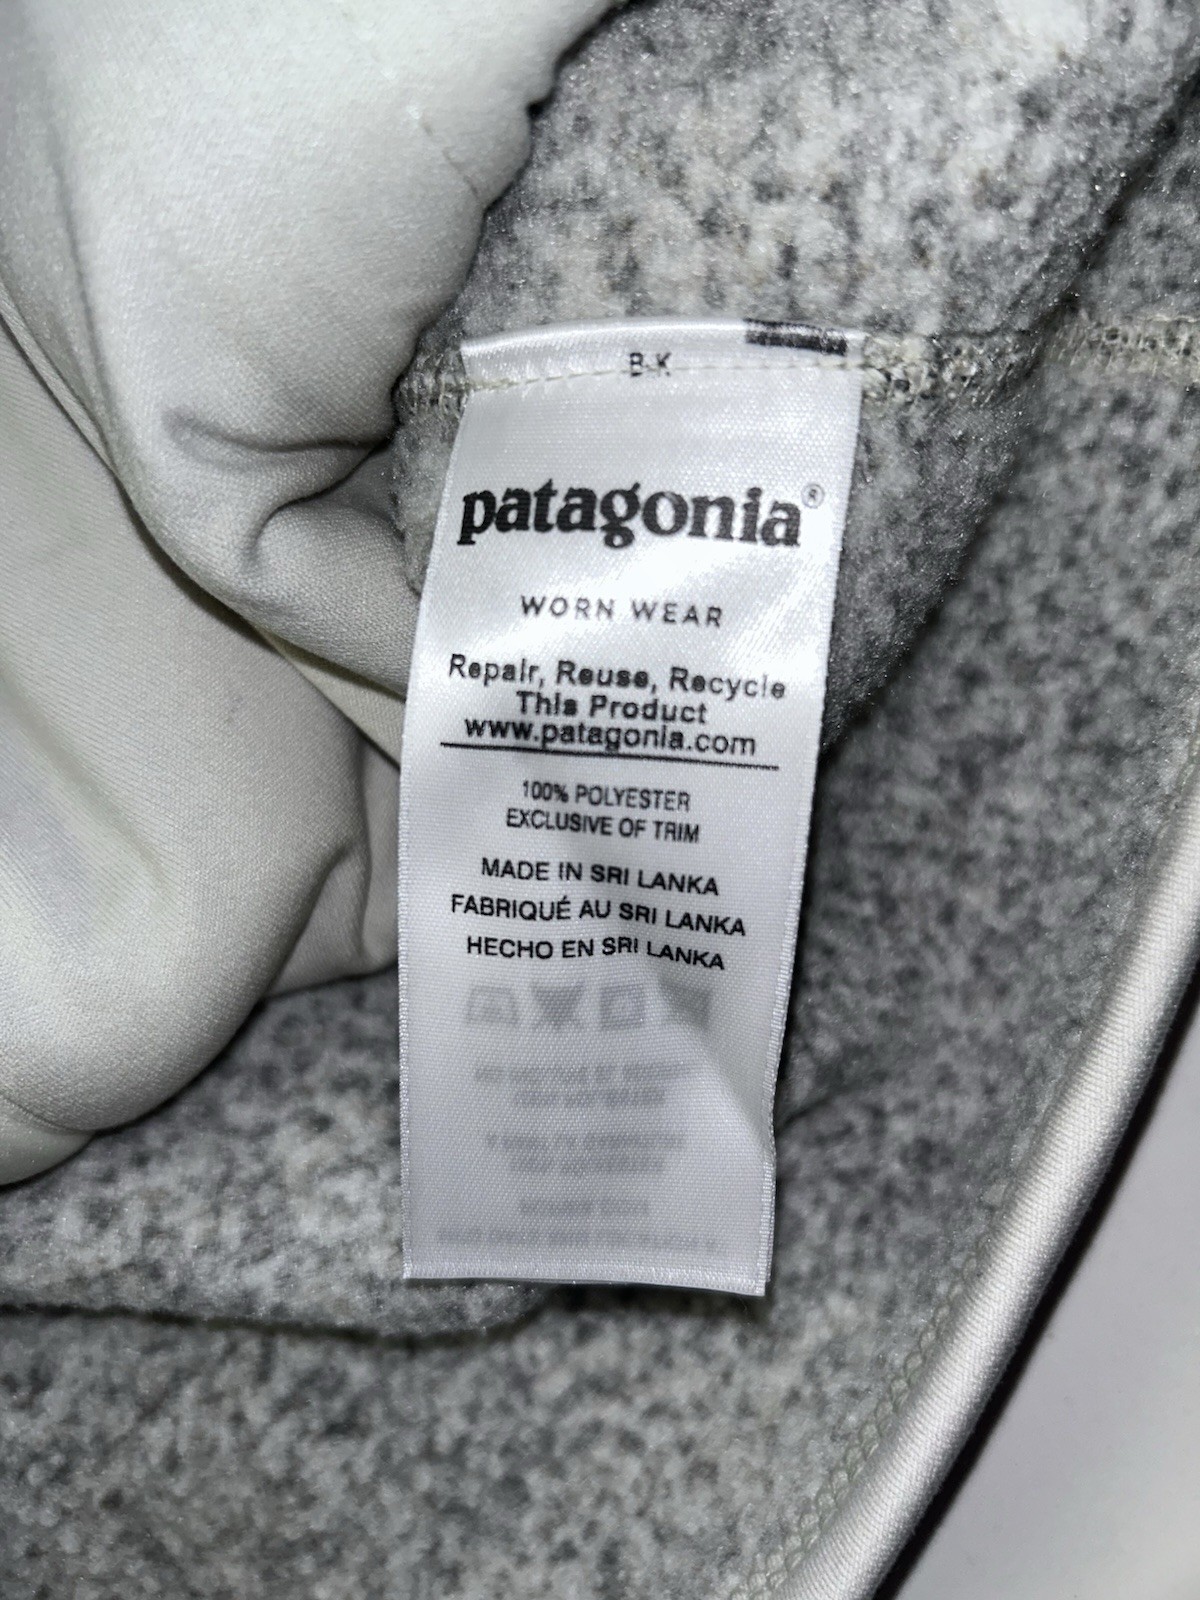 B-K
patagonia®
WORN WEAR
Repair, Reuse, Recycle
This Product
www.patagonia.com
100% POLYESTER
EXCLUSIVE OF TRIM
MADE IN SRI LANKA
FABRIQUÉ AU SRI LANKA
HECHO EN SRI LANKA